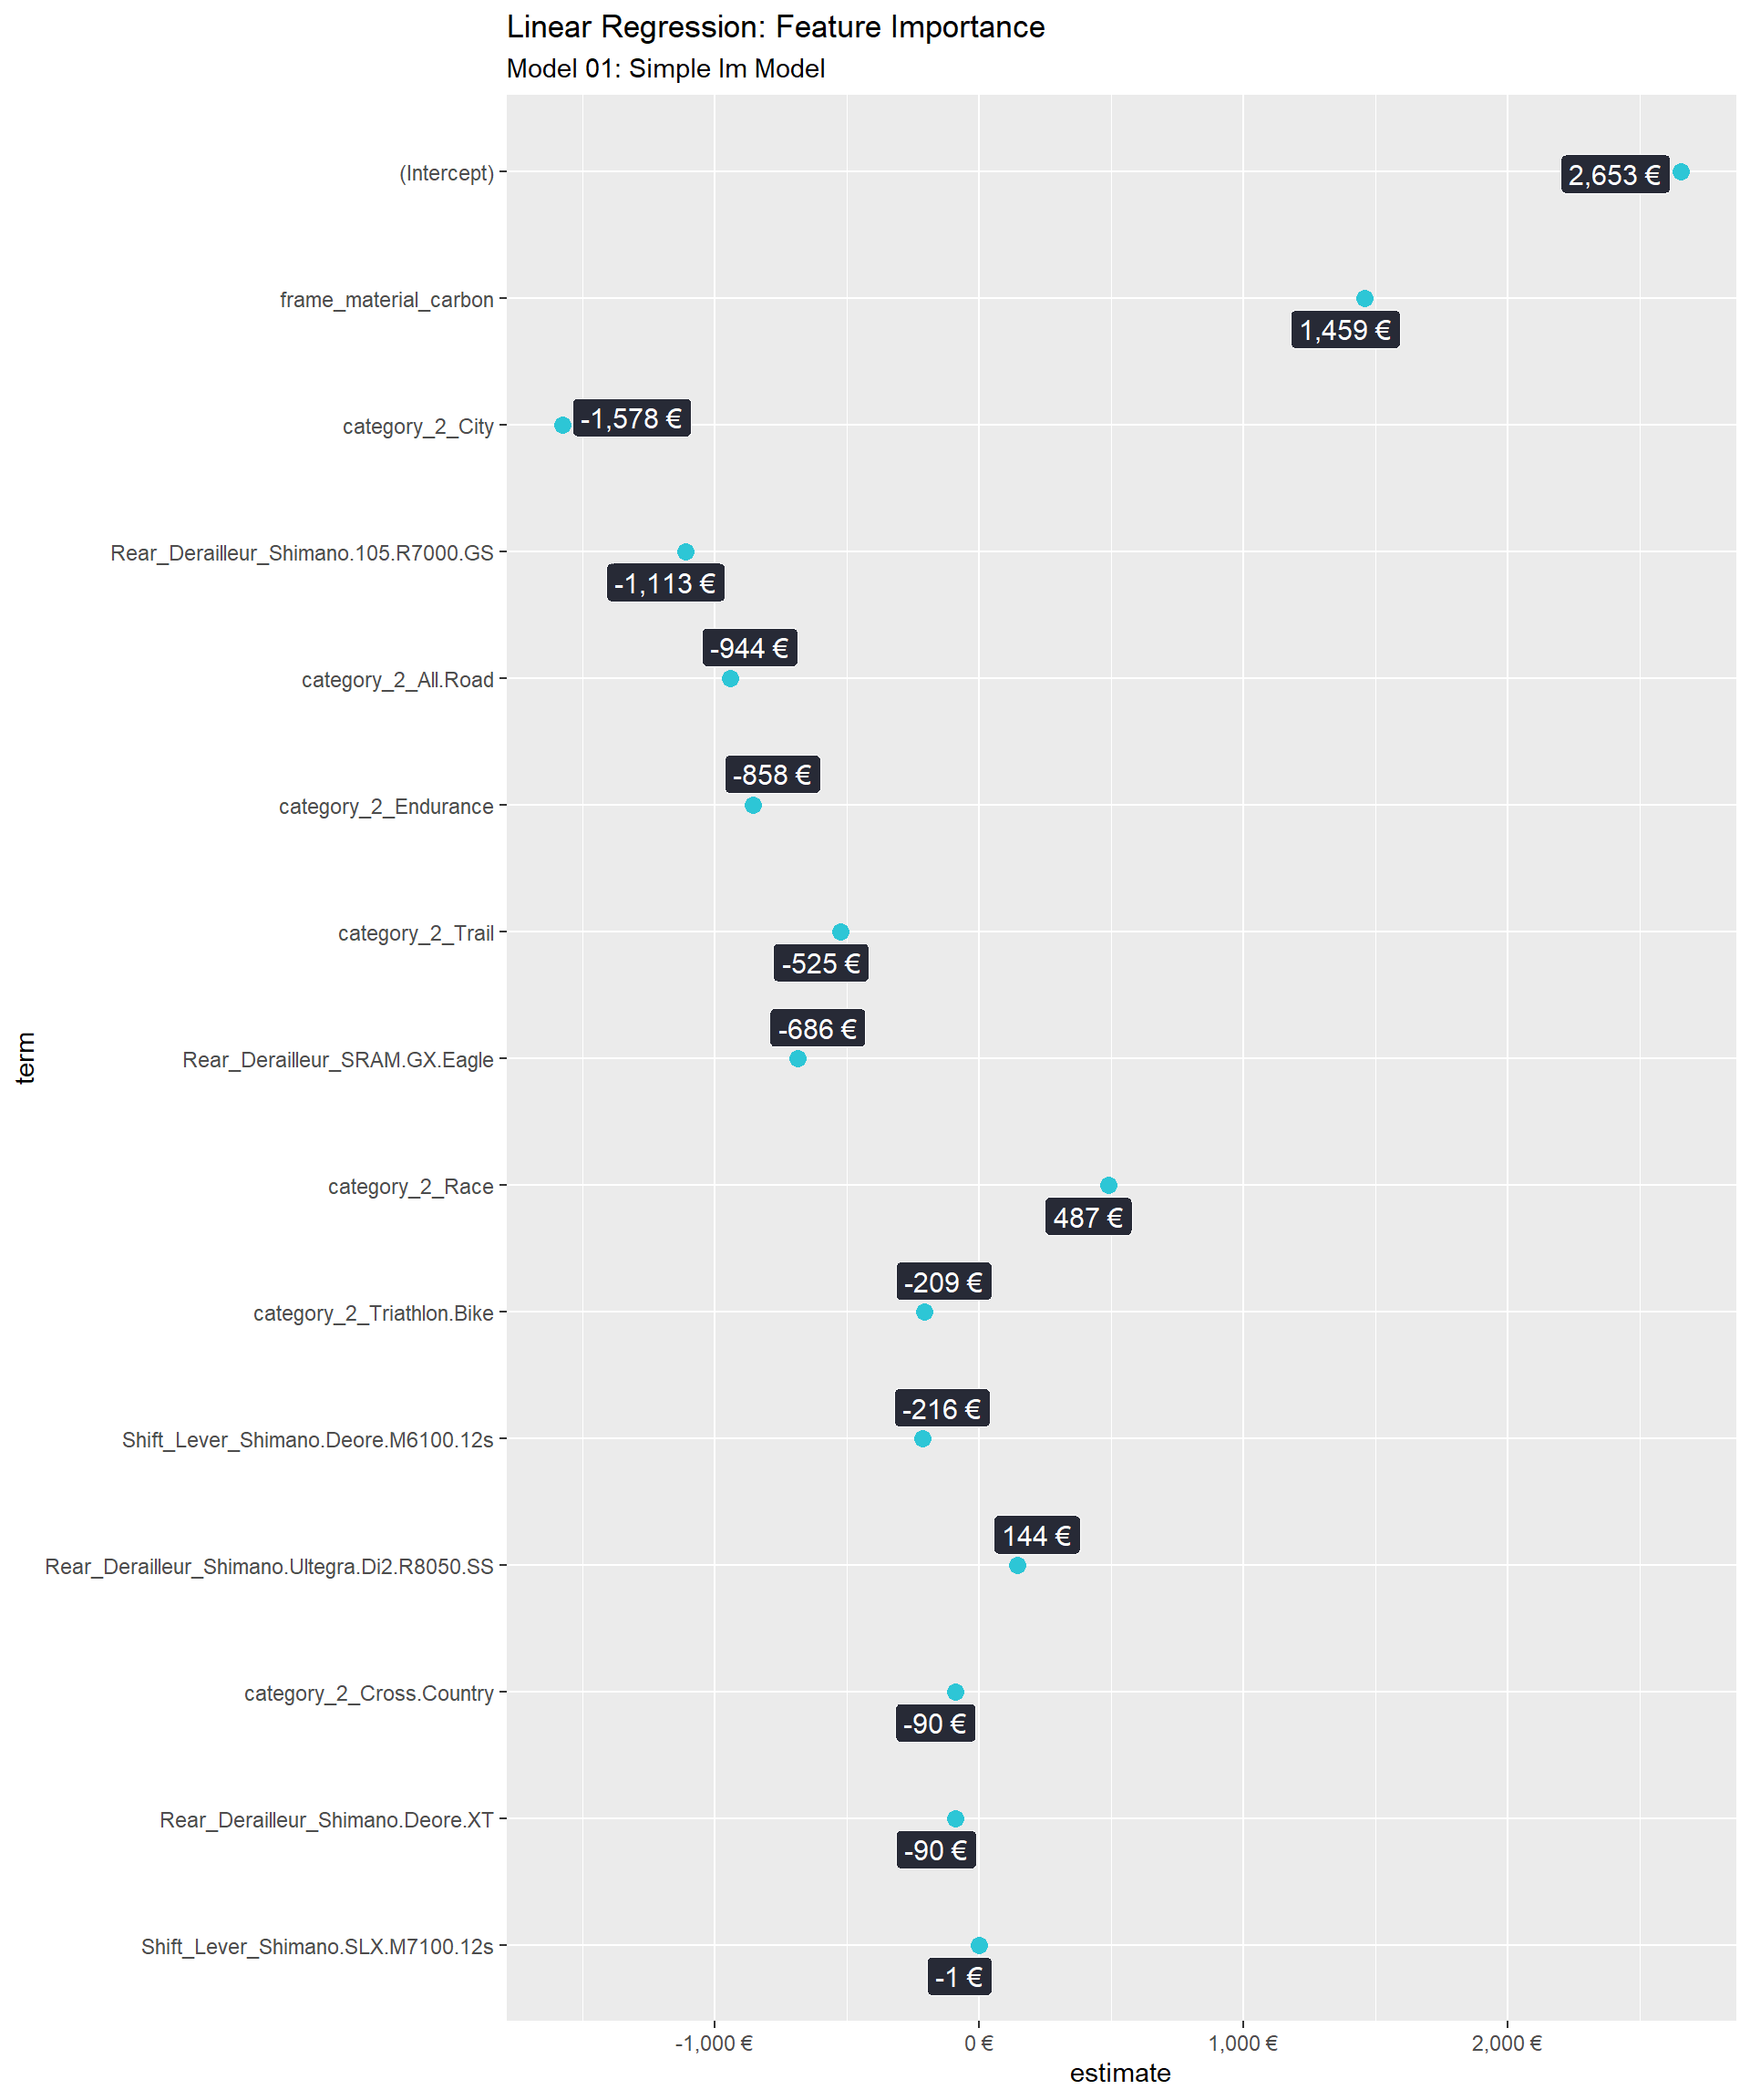 Linear Regression: Feature Importance
Model 01: Simple lm Model
(Intercept)
2,653 €
frame_material_carbon
1,459 €
category_2_City
-1,578 €
Rear_Derailleur_Shimano.105.R7000.GS
-1,113 €
category_2_All.Road
-944 €
category_2_Endurance
-858 €
category_2_Trail
-525 €
Rear_Derailleur_SRAM.GX.Eagle
-686 €
category_2_Race
487 €
category_2_Triathlon.Bike
-209 €
Shift_Lever_Shimano.Deore.M6100.12s
-216 €
Rear_Derailleur_Shimano.Ultegra.Di2.R8050.SS
144 €
category_2_Cross.Country
-90 €
Rear_Derailleur_Shimano.Deore.XT
-90 €
Shift_Lever_Shimano.SLX.M7100.12s
-1 €
term
-1,000 €
0 €
1,000 €
2,000 €
estimate